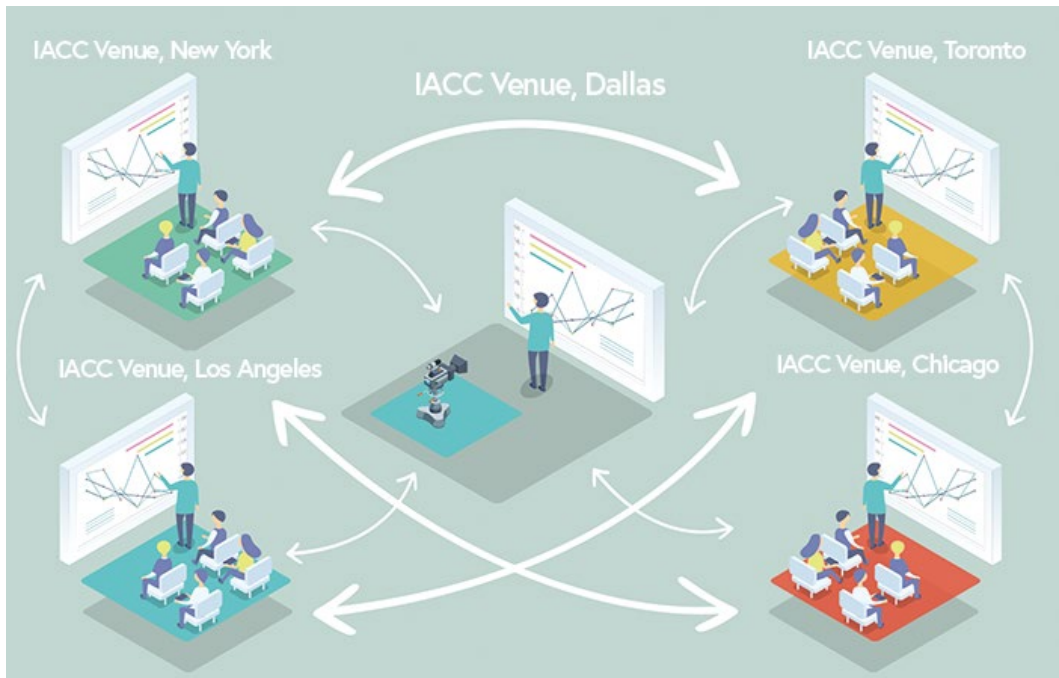 IACC Venue, New York
IACC Venue, Toronto
IACC Venue, Dallas
IACC Venue, Los Angeles
IACC Venue, Chicago